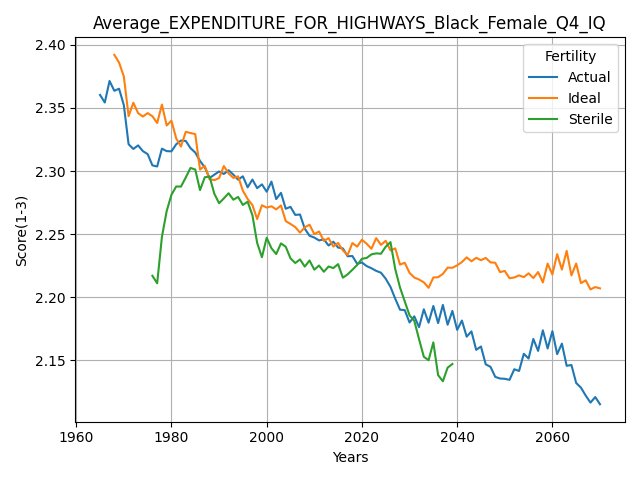 Average_EXPENDITURE_FOR_HIGHWAYS_Black_Female_Q4_IQ
Fertility
Actual
Ideal
Sterile
Score(1-3)
2.40
2.35
2.30
2.25
2.20
2.15
1960 1980 2000 2020 2040 2060
Years